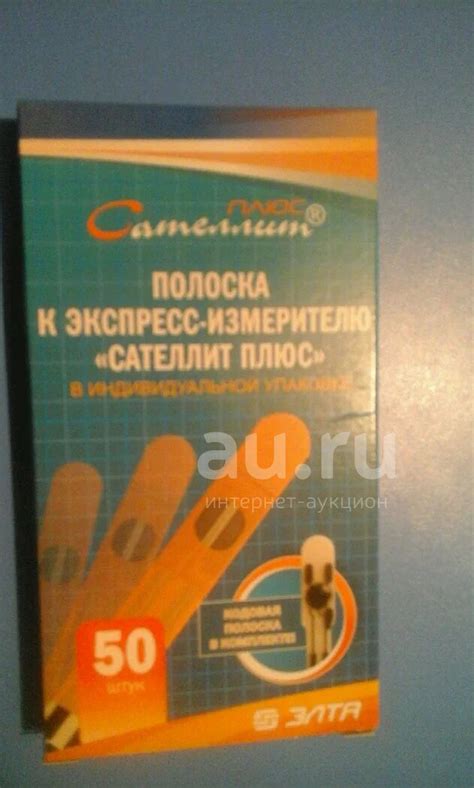 ПЛЮС
Сателлит®
ПОЛОСКА
К ЭКСПРЕСС-ИЗМЕРИТЕЛЮ
«САТЕЛЛИТ ПЛЮС»
В ИНДИВИДУАЛЬНОЙ УПАКОВКЕ
au.ru
интернет-аукцион
КОДОВАЯ
ПОЛОСКА
В КОМПЛЕКТЕ!
50
штук
ЭЛТА